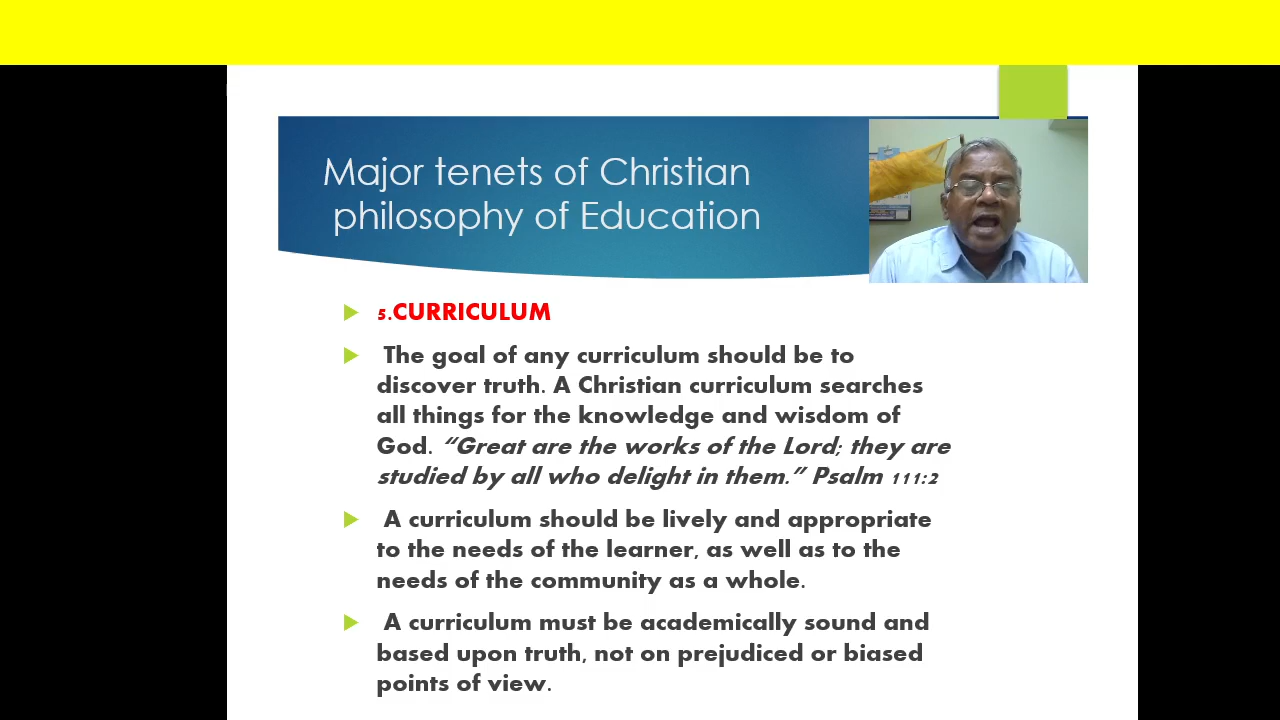 Major tenets of Christian
philosophy of Education
5.CURRICULUM
The goal of any curriculum should be to
discover truth. A Christian curriculum searches
all things for the knowledge and wisdom of
God. “Great are the works of the Lord; they are
studied by all who delight in them.” Psalm 111:2
A curriculum should be lively and appropriate
to the needs of the learner, as well as to the
needs of the community as a whole.
A curriculum must be academically sound and
based upon truth, not on prejudiced or biased
points of view.